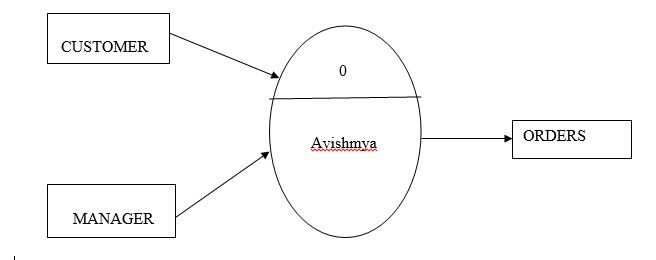 CUSTOMER
0
Avishmya
ORDERS
MANAGER